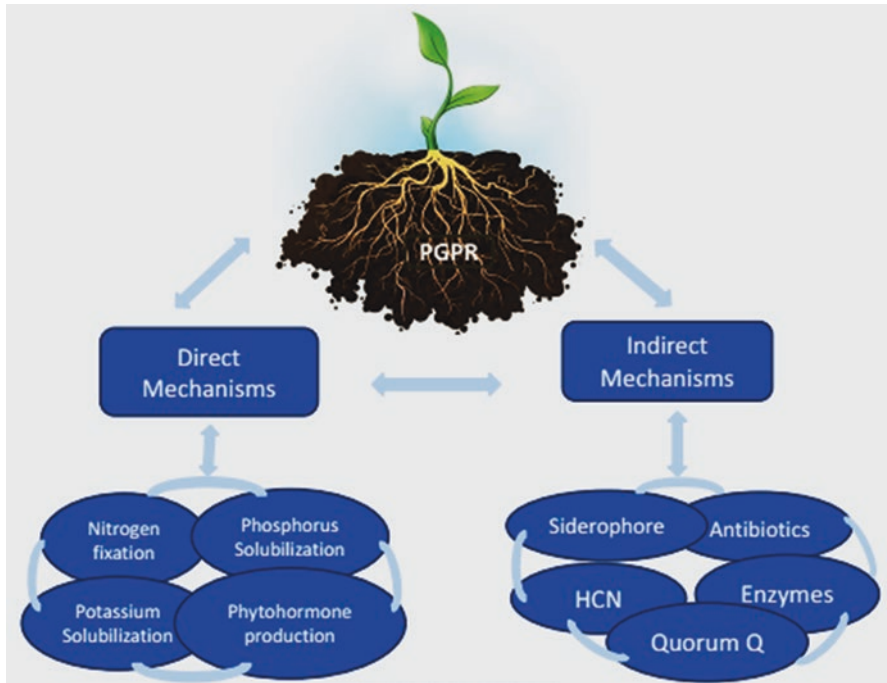 PGPR
Direct
Mechanisms
Indirect
Mechanisms
Nitrogen
fixation
Phosphorus
Solubilization
Potassium
Solubilization
Phytohormone
production
Siderophore
Antibiotics
HCN
Enzymes
Quorum Q